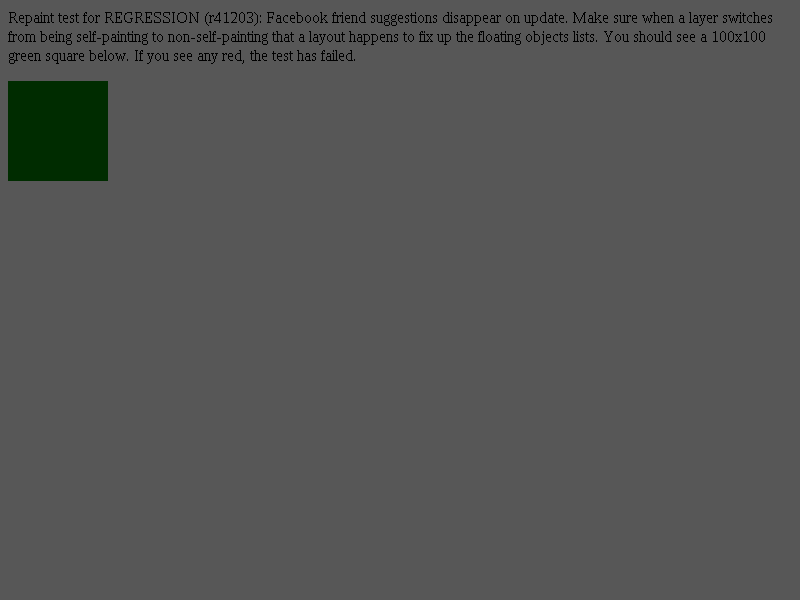 Repaint test for REGRESSION (r41203): Facebook friend suggestions disappear on update. Make sure when a layer switches
from being self-painting to non-self-painting that a layout happens to fix up the floating objects lists. You should see a 100x100
green square below. If you see any red, the test has failed.